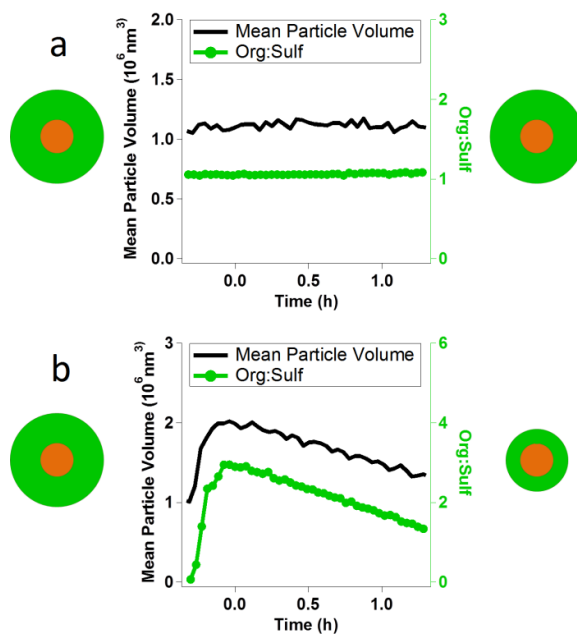 a
Mean Particle Volume
Org:Sulf
Mean Particle Volume (10^6 nm^3)
2.0
1.5
1.0
0.5
0.0
3
2
1
0
Org:Sulf
0.0 0.5 1.0
Time (h)
b
Mean Particle Volume
Org:Sulf
Mean Particle Volume (10^6 nm^3)
3
2
1
0
6
4
2
0
Org:Sulf
0.0 0.5 1.0
Time (h)